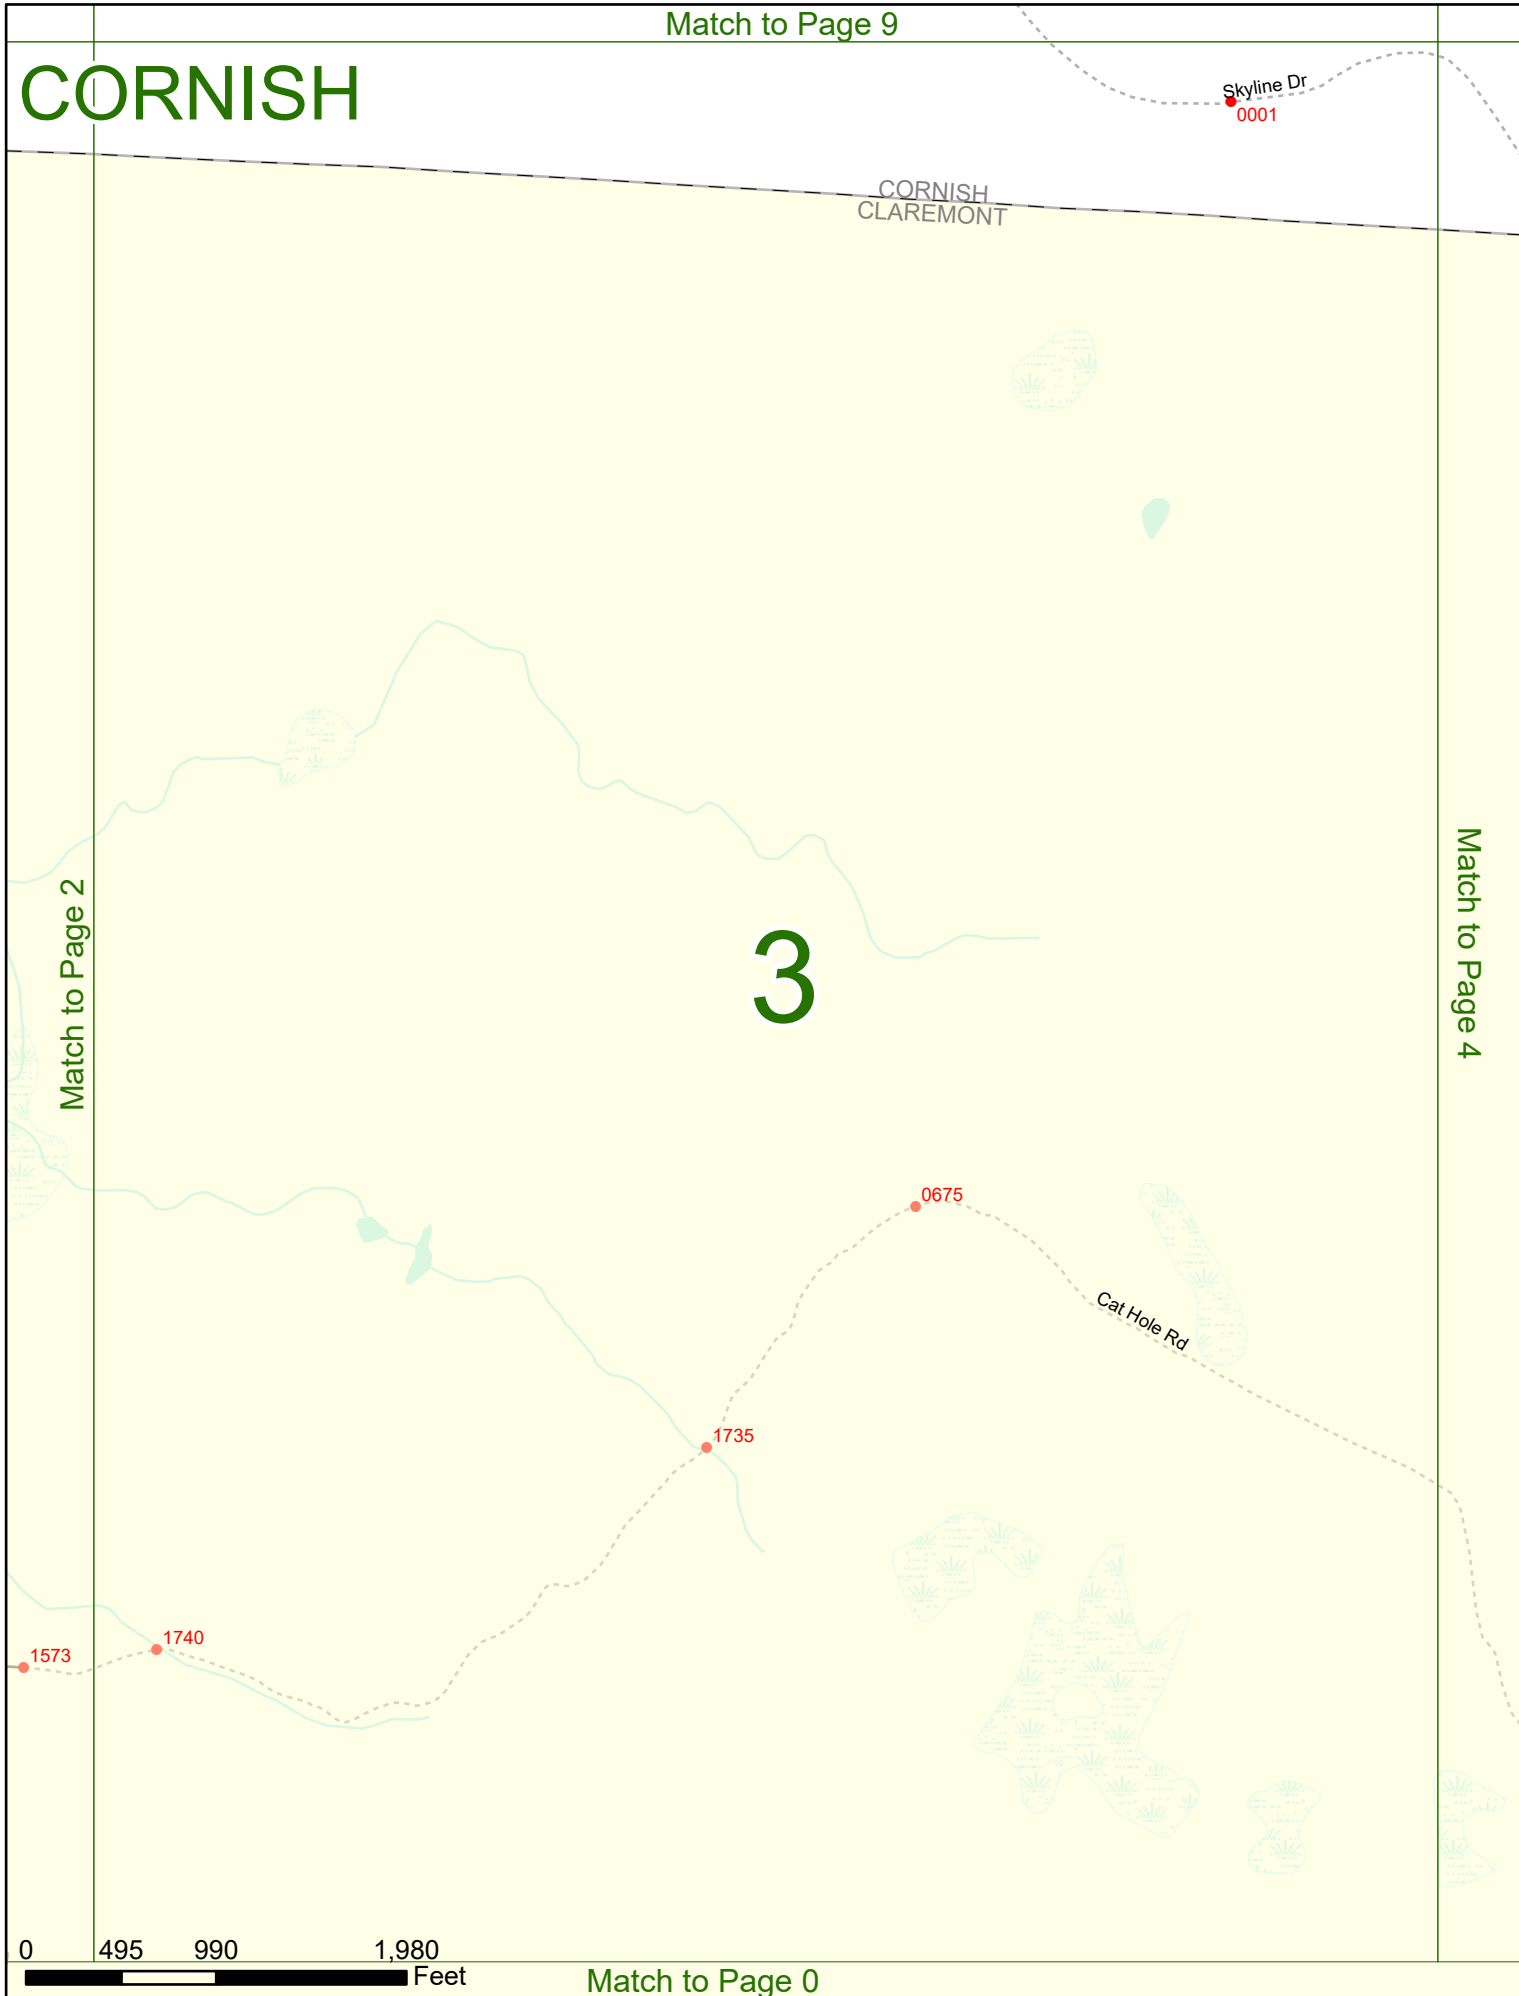 Match to Page 9
CORNISH
Skyline Dr
0001
CORNISH
CLAREMONT
Match to Page 2
3
Match to Page 4
0675
Cat Hole Rd
1735
1740
1573
0 495 990 1,980
Feet
Match to Page 0